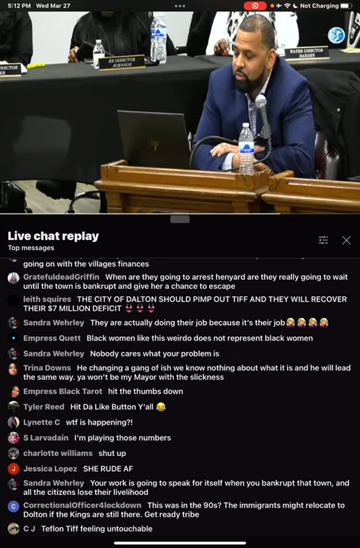 5:12 PM Wed Mar 27
Not Charging
HR DIRECTOR
JOHNSON
WATER DIRECTOR
Live chat replay
Top messages
going on with the villages finances
GratefuldeadGriffin When are they going to arrest henyard are they really going to wait
until the town is bankrupt and give her a chance to escape
leith squires THE CITY OF DALTON SHOULD PIMP OUT TIFF AND THEY WILL RECOVER
THEIR $7 MILLION DEFICIT
Sandra Wehrley They are actually doing their job because it's their job
Empress Quett Black women like this weirdo does not represent black women
Sandra Wehrley Nobody cares what your problem is
Trina Downs He changing a gang of ish we know nothing about what it is and he will lead
the same way. ya won't be my Mayor with the slickness
Empress Black Tarot hit the thumbs down
Tyler Reed Hit Da Like Button Y'all 😂
Lynette C wtf is happening?!
S Larvadain I'm playing those numbers
charlotte williams shut up
J Jessica Lopez SHE RUDE AF
Sandra Wehrley Your work is going to speak for itself when you bankrupt that town, and
all the citizens lose their livelihood
C CorrectionalOfficer4lockdown This was in the 90s? The immigrants might relocate to
Dolton if the Kings are still there. Get ready tribe
C J Teflon Tiff feeling untouchable